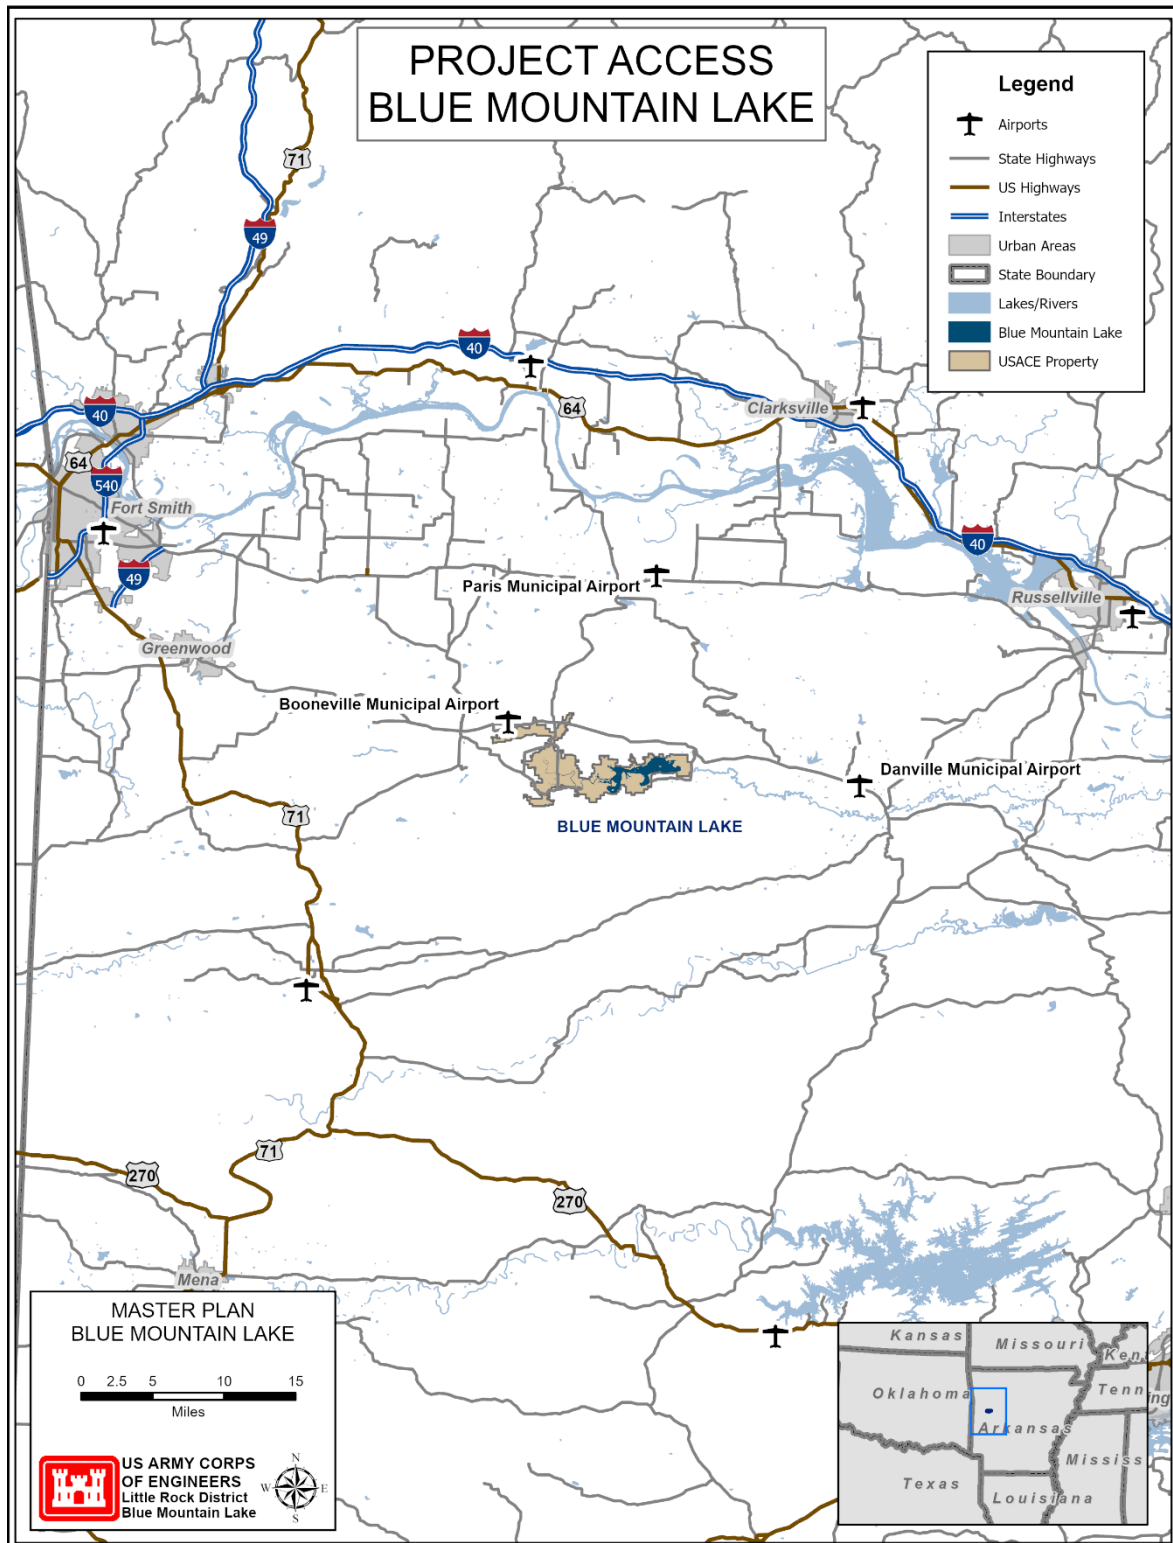 PROJECT ACCESS
BLUE MOUNTAIN LAKE
Legend
Airports
State Highways
US Highways
Interstates
Urban Areas
State Boundary
Lakes/Rivers
Blue Mountain Lake
USACE Property
71
49
40
40
64
Clarksville
64
540
Fort Smith
49
40
Paris Municipal Airport
Russellville
Greenwood
Booneville Municipal Airport
Danville Municipal Airport
71
BLUE MOUNTAIN LAKE
71
270
270
Mena
MASTER PLAN
BLUE MOUNTAIN LAKE
0 2.5 5 10 15
Miles
US ARMY CORPS
OF ENGINEERS
Little Rock District
Blue Mountain Lake
N
W E
S
Kansas
Missouri
Ken
Oklahoma
Tenn
ing
Arkansas
Mississ
Texas
Louisiana